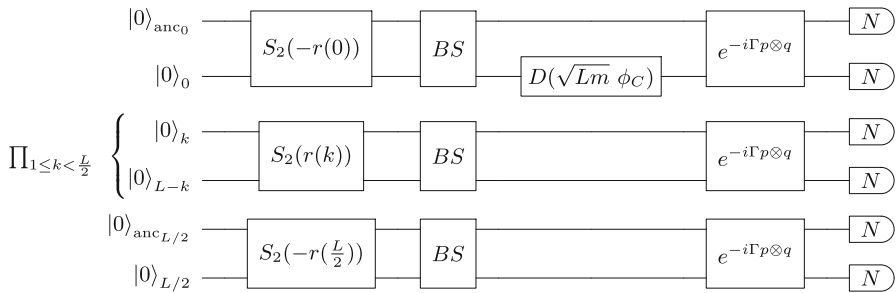 |0⟩_{anc_0} S_2(−r(0)) BS e^{−iΓp⊗q} N
|0⟩_0 D(√Lm ϕ_C) N
∏_{1≤k<L/2} { |0⟩_k S_2(r(k)) BS e^{−iΓp⊗q} N
|0⟩_{L−k} N
|0⟩_{anc_{L/2}} S_2(−r(L/2)) BS e^{−iΓp⊗q} N
|0⟩_{L/2} N